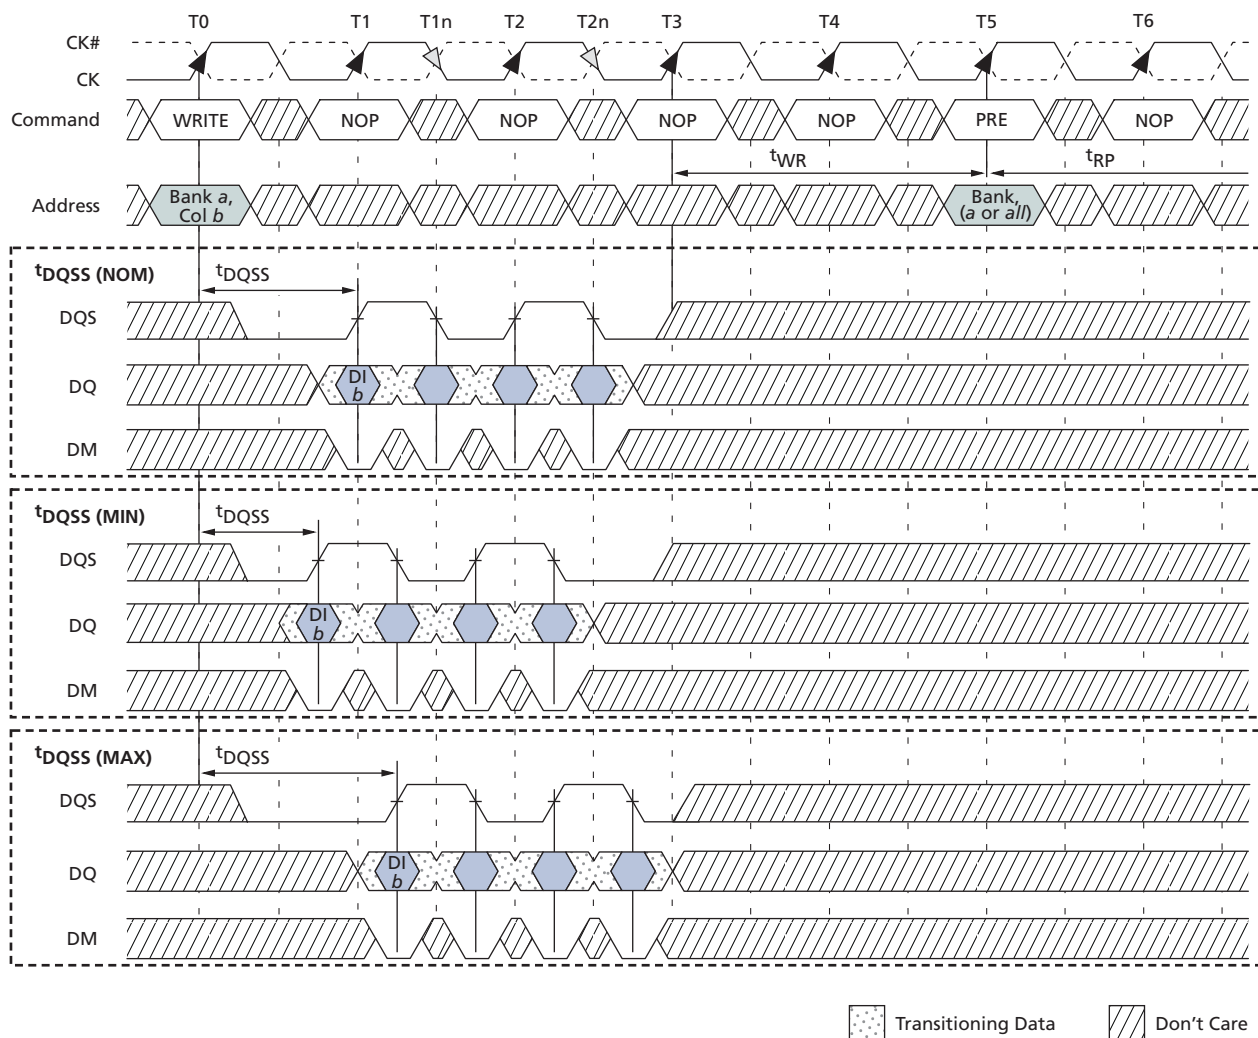 T0 T1 T1n T2 T2n T3 T4 T5 T6
CK#
CK
Command WRITE NOP NOP NOP NOP PRE NOP
tWR tRP
Address Bank a, Col b Bank, (a or all)
tDQSS (NOM) tDQSS
DQS
DQ DI b
DM
tDQSS (MIN) tDQSS
DQS
DQ DI b
DM
tDQSS (MAX) tDQSS
DQS
DQ DI b
DM
Transitioning Data Don't Care